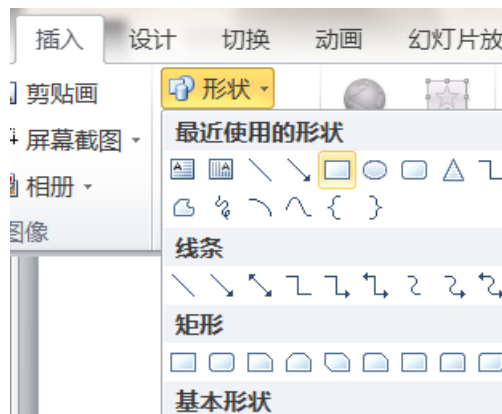 插入 设计 切换 动画 幻灯片放
剪贴画 形状
屏幕截图 最近使用的形状
相册
图像
线条
矩形
基本形状